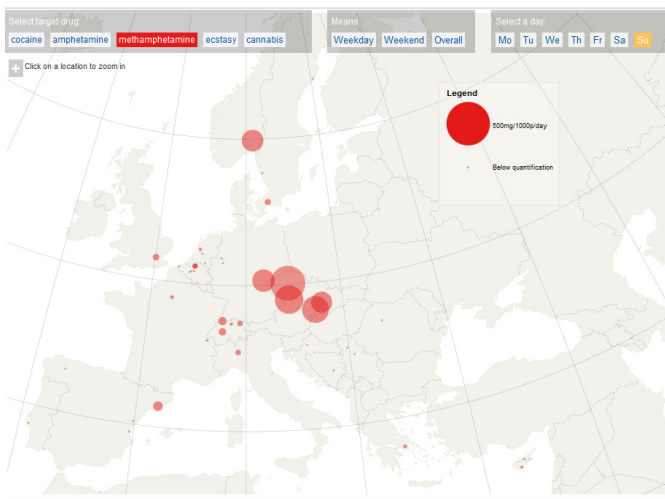 Select target drug:
cocaine amphetamine methamphetamine ecstasy cannabis
Means
Weekday Weekend Overall
Select a day:
Mo Tu We Th Fr Sa Su
+ Click on a location to zoom in
Legend
500mg/1000p/day
Below quantification